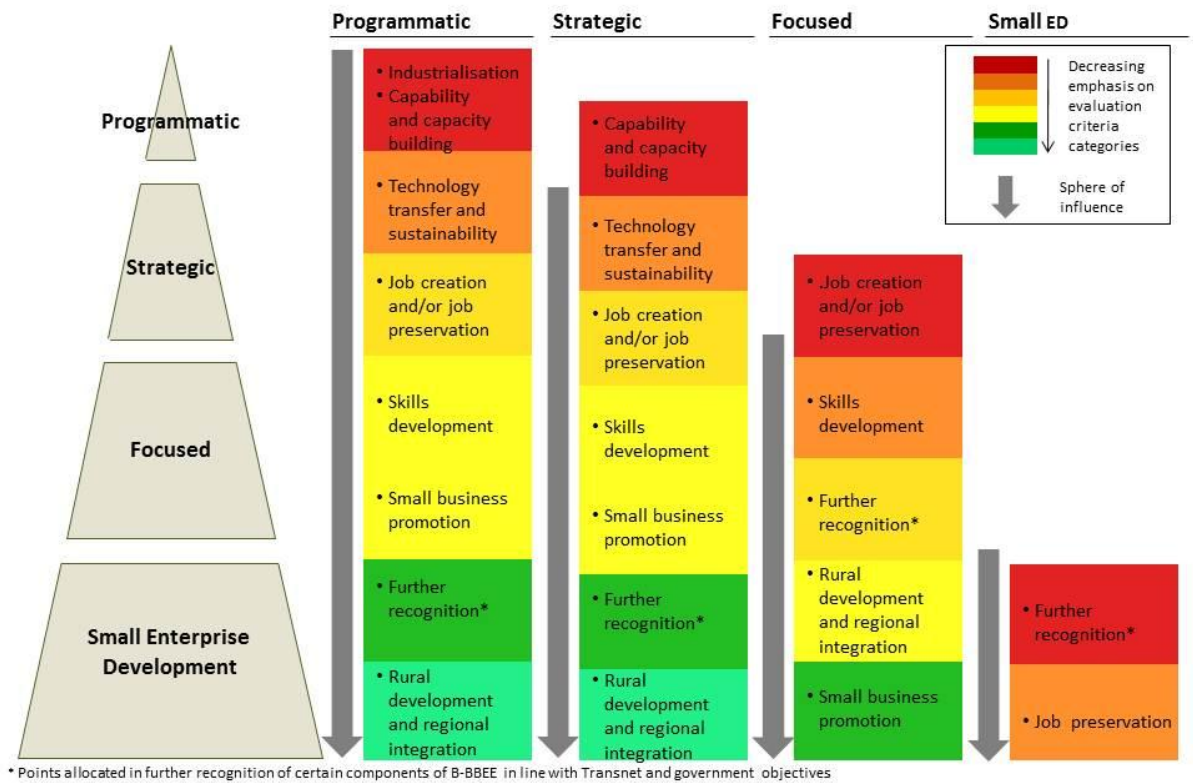 Programmatic
Strategic
Focused
Small ED
Programmatic
Strategic
Focused
Small Enterprise
Development
• Industrialisation
• Capability
and capacity
building
• Technology
transfer and
sustainability
• Job creation
and/or job
preservation
• Skills
development
• Small business
promotion
• Further
recognition*
• Rural
development
and regional
integration
• Capability
and capacity
building
• Technology
transfer and
sustainability
• Job creation
and/or job
preservation
• Skills
development
• Small business
promotion
• Further
recognition*
• Rural
development
and regional
integration
• Job creation
and/or job
preservation
• Skills
development
• Further
recognition*
• Rural
development
and regional
integration
• Small business
promotion
• Further
recognition*
• Job preservation
Decreasing
emphasis on
evaluation
criteria
categories
Sphere of
influence
* Points allocated in further recognition of certain components of B-BBEE in line with Transnet and government objectives